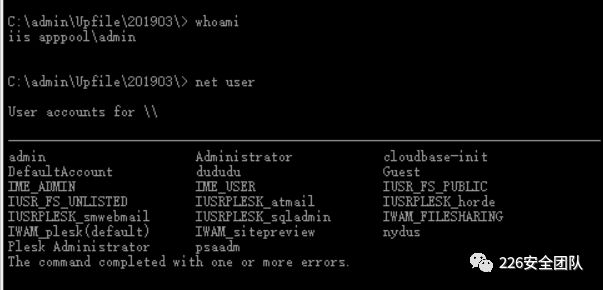 C:\admin\Upfile\201903\> whoami
iis apppool\admin
C:\admin\Upfile\201903\> net user
User accounts for \\
admin Administrator cloudbase-init
DefaultAccount dududu Guest
IME_ADMIN IME_USER IUSR_FS_PUBLIC
IUSR_FS_UNLISTED IUSRPLESK_atmail IUSRPLESK_horde
IUSRPLESK_smwebmail IUSRPLESK_sqladmin IWAM_FILESHARING
IWAM_plesk(default) IWAM_sitepreview nydus
Plesk Administrator psaadm
The command completed with one or more errors.
226安全团队